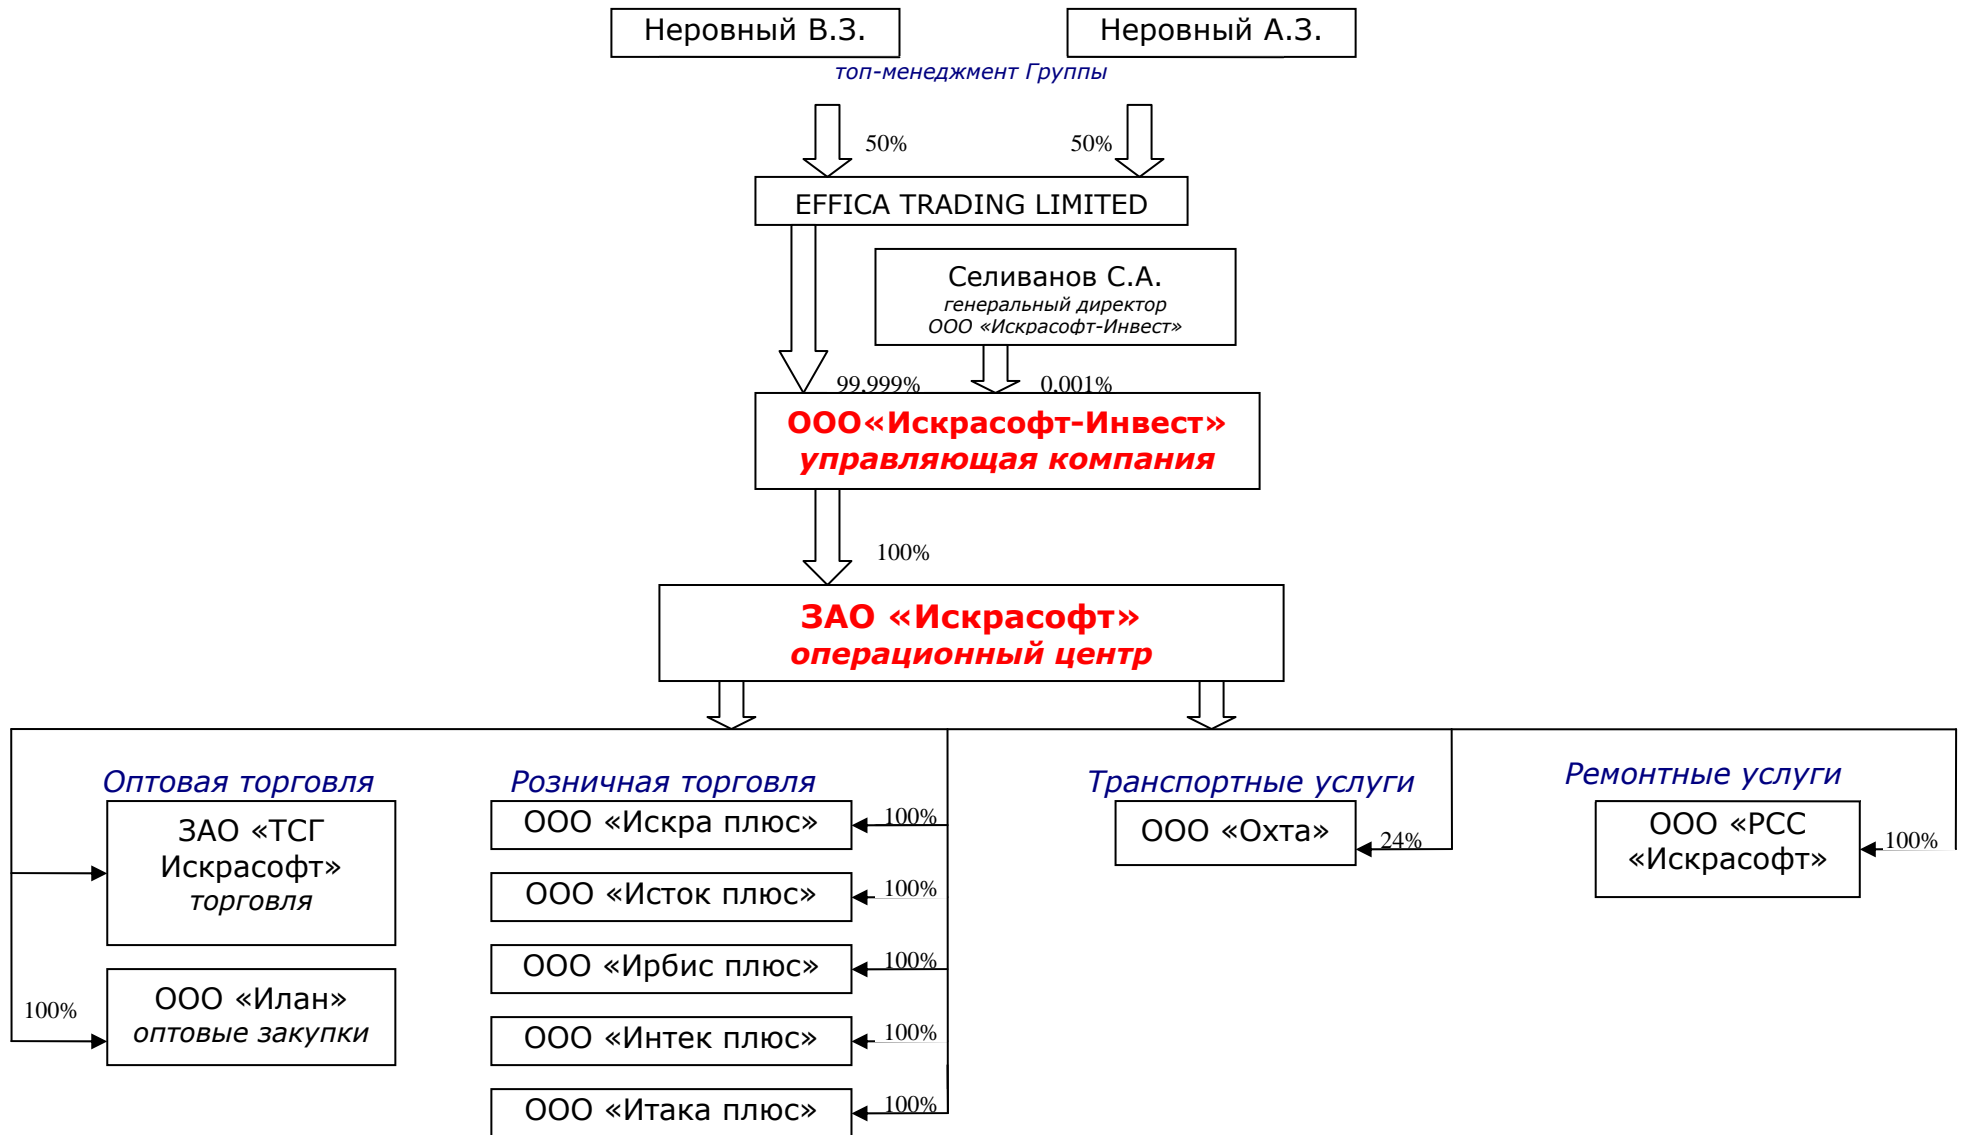 Неровный В.З.
Неровный А.З.
топ-менеджмент Группы
50%
50%
EFFICA TRADING LIMITED
Селиванов С.А.
генеральный директор
ООО «Искрасофт-Инвест»
99,999%
0,001%
ООО«Искрасофт-Инвест»
управляющая компания
100%
ЗАО «Искрасофт»
операционный центр
Оптовая торговля
ЗАО «ТСГ
Искрасофт»
торговля
100%
ООО «Илан»
оптовые закупки
Розничная торговля
ООО «Искра плюс»
100%
ООО «Исток плюс»
100%
ООО «Ирбис плюс»
100%
ООО «Интек плюс»
100%
ООО «Итака плюс»
100%
Транспортные услуги
ООО «Охта»
24%
Ремонтные услуги
ООО «РСС
«Искрасофт»
100%